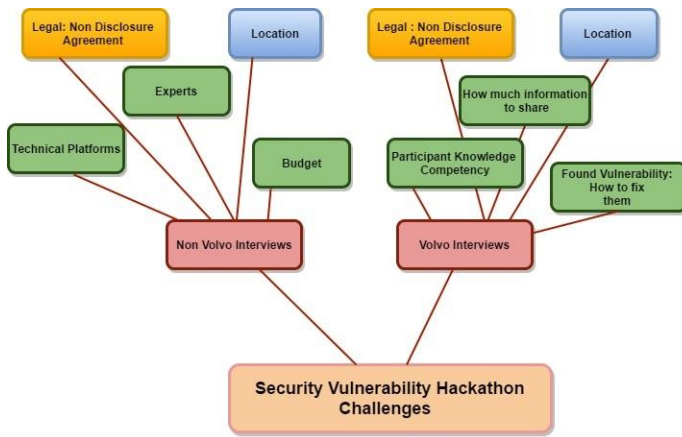 Legal: Non Disclosure
Agreement
Location
Legal : Non Disclosure
Agreement
Location
Experts
How much information
to share
Technical Platforms
Budget
Participant Knowledge
Competency
Found Vulnerability:
How to fix
them
Non Volvo Interviews
Volvo Interviews
Security Vulnerability Hackathon
Challenges